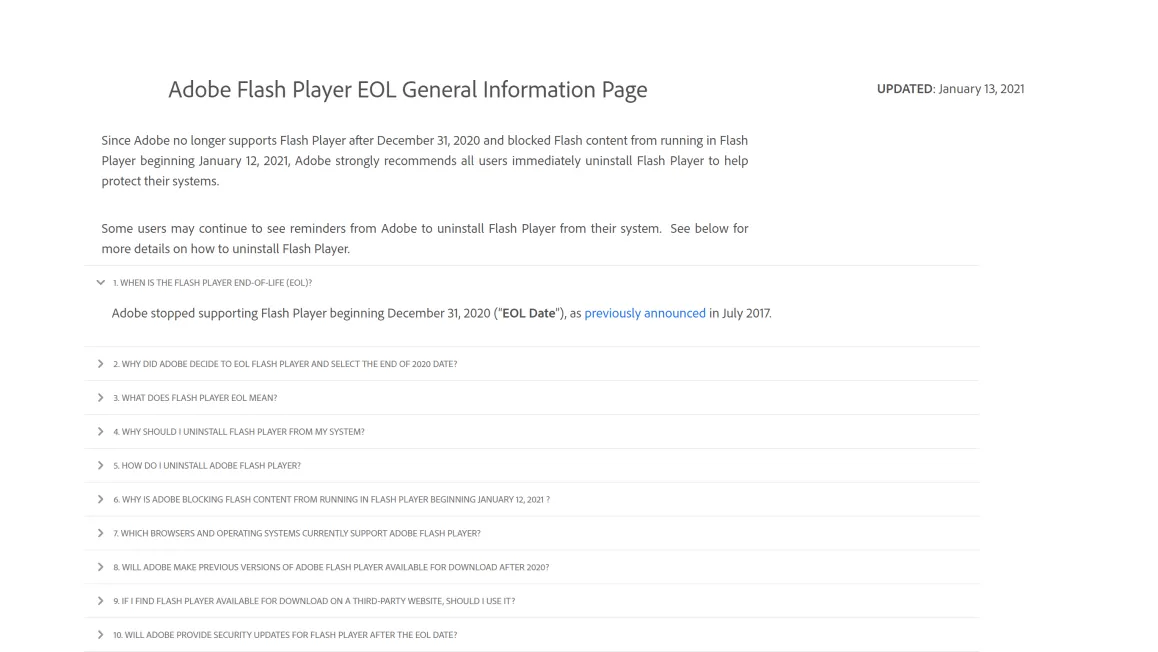 Adobe Flash Player EOL General Information Page
UPDATED: January 13, 2021
Since Adobe no longer supports Flash Player after December 31, 2020 and blocked Flash content from running in Flash
Player beginning January 12, 2021, Adobe strongly recommends all users immediately uninstall Flash Player to help
protect their systems.
Some users may continue to see reminders from Adobe to uninstall Flash Player from their system. See below for
more details on how to uninstall Flash Player.
1. WHEN IS THE FLASH PLAYER END-OF-LIFE (EOL)?
Adobe stopped supporting Flash Player beginning December 31, 2020 ("EOL Date"), as previously announced in July 2017.
2. WHY DID ADOBE DECIDE TO EOL FLASH PLAYER AND SELECT THE END OF 2020 DATE?
3. WHAT DOES FLASH PLAYER EOL MEAN?
4. WHY SHOULD I UNINSTALL FLASH PLAYER FROM MY SYSTEM?
5. HOW DO I UNINSTALL ADOBE FLASH PLAYER?
6. WHY IS ADOBE BLOCKING FLASH CONTENT FROM RUNNING IN FLASH PLAYER BEGINNING JANUARY 12, 2021 ?
7. WHICH BROWSERS AND OPERATING SYSTEMS CURRENTLY SUPPORT ADOBE FLASH PLAYER?
8. WILL ADOBE MAKE PREVIOUS VERSIONS OF ADOBE FLASH PLAYER AVAILABLE FOR DOWNLOAD AFTER 2020?
9. IF I FIND FLASH PLAYER AVAILABLE FOR DOWNLOAD ON A THIRD-PARTY WEBSITE, SHOULD I USE IT?
10. WILL ADOBE PROVIDE SECURITY UPDATES FOR FLASH PLAYER AFTER THE EOL DATE?